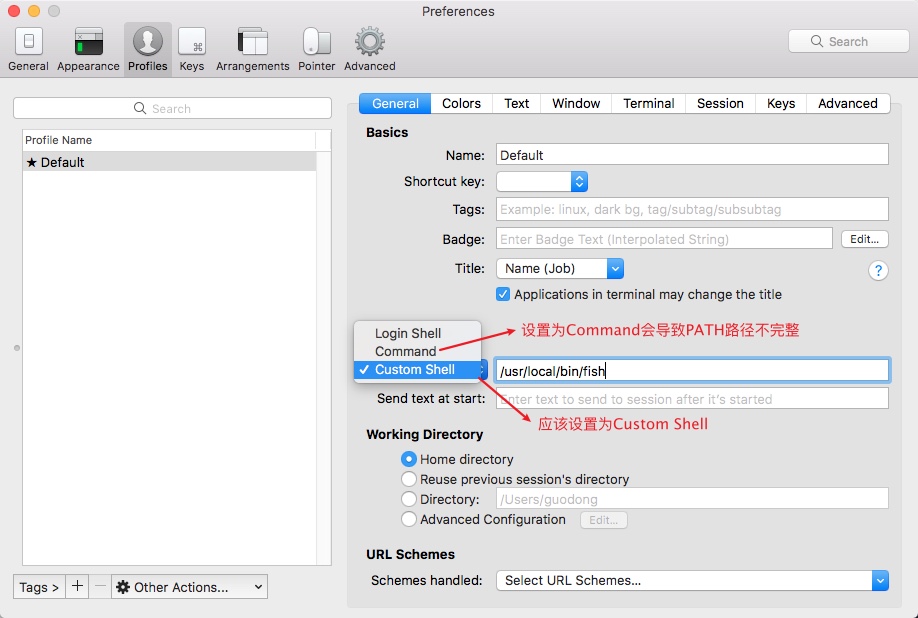 Preferences
General
Appearance
Profiles
Keys
Arrangements
Pointer
Advanced
Search
Search
Profile Name
★ Default
Tags >
+
−
Other Actions...
General Colors Text Window Terminal Session Keys Advanced
Basics
Name: Default
Shortcut key:
Tags: Example: linux, dark bg, tag/subtag/subsubtag
Badge: Enter Badge Text (Interpolated String) Edit...
Title: Name (Job) ?
Applications in terminal may change the title
Login Shell
设置为Command会导致PATH路径不完整
Command
✓ Custom Shell /usr/local/bin/fish
Send text at start: Enter text to send to session after it's started
应该设置为Custom Shell
Working Directory
Home directory
Reuse previous session's directory
Directory: /Users/guodong
Advanced Configuration Edit...
URL Schemes
Schemes handled: Select URL Schemes...